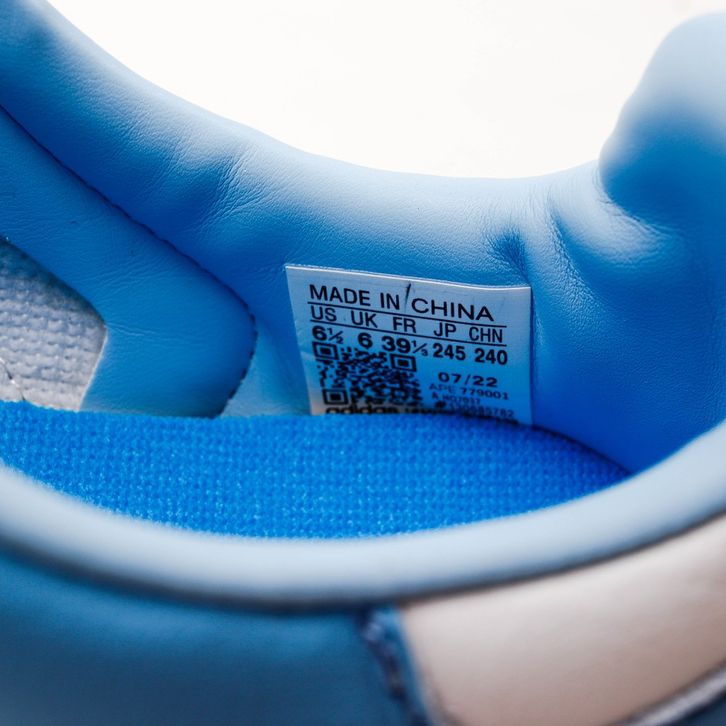 MADE IN CHINA
US UK FR JP CHN
6½ 6 39⅓ 245 240
07/22
APE 779001
adidas